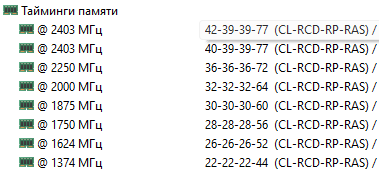 Тайминги памяти
@ 2403 МГц 42-39-39-77 (CL-RCD-RP-RAS) /
@ 2403 МГц 40-39-39-77 (CL-RCD-RP-RAS) /
@ 2250 МГц 36-36-36-72 (CL-RCD-RP-RAS) /
@ 2000 МГц 32-32-32-64 (CL-RCD-RP-RAS) /
@ 1875 МГц 30-30-30-60 (CL-RCD-RP-RAS) /
@ 1750 МГц 28-28-28-56 (CL-RCD-RP-RAS) /
@ 1624 МГц 26-26-26-52 (CL-RCD-RP-RAS) /
@ 1374 МГц 22-22-22-44 (CL-RCD-RP-RAS) /